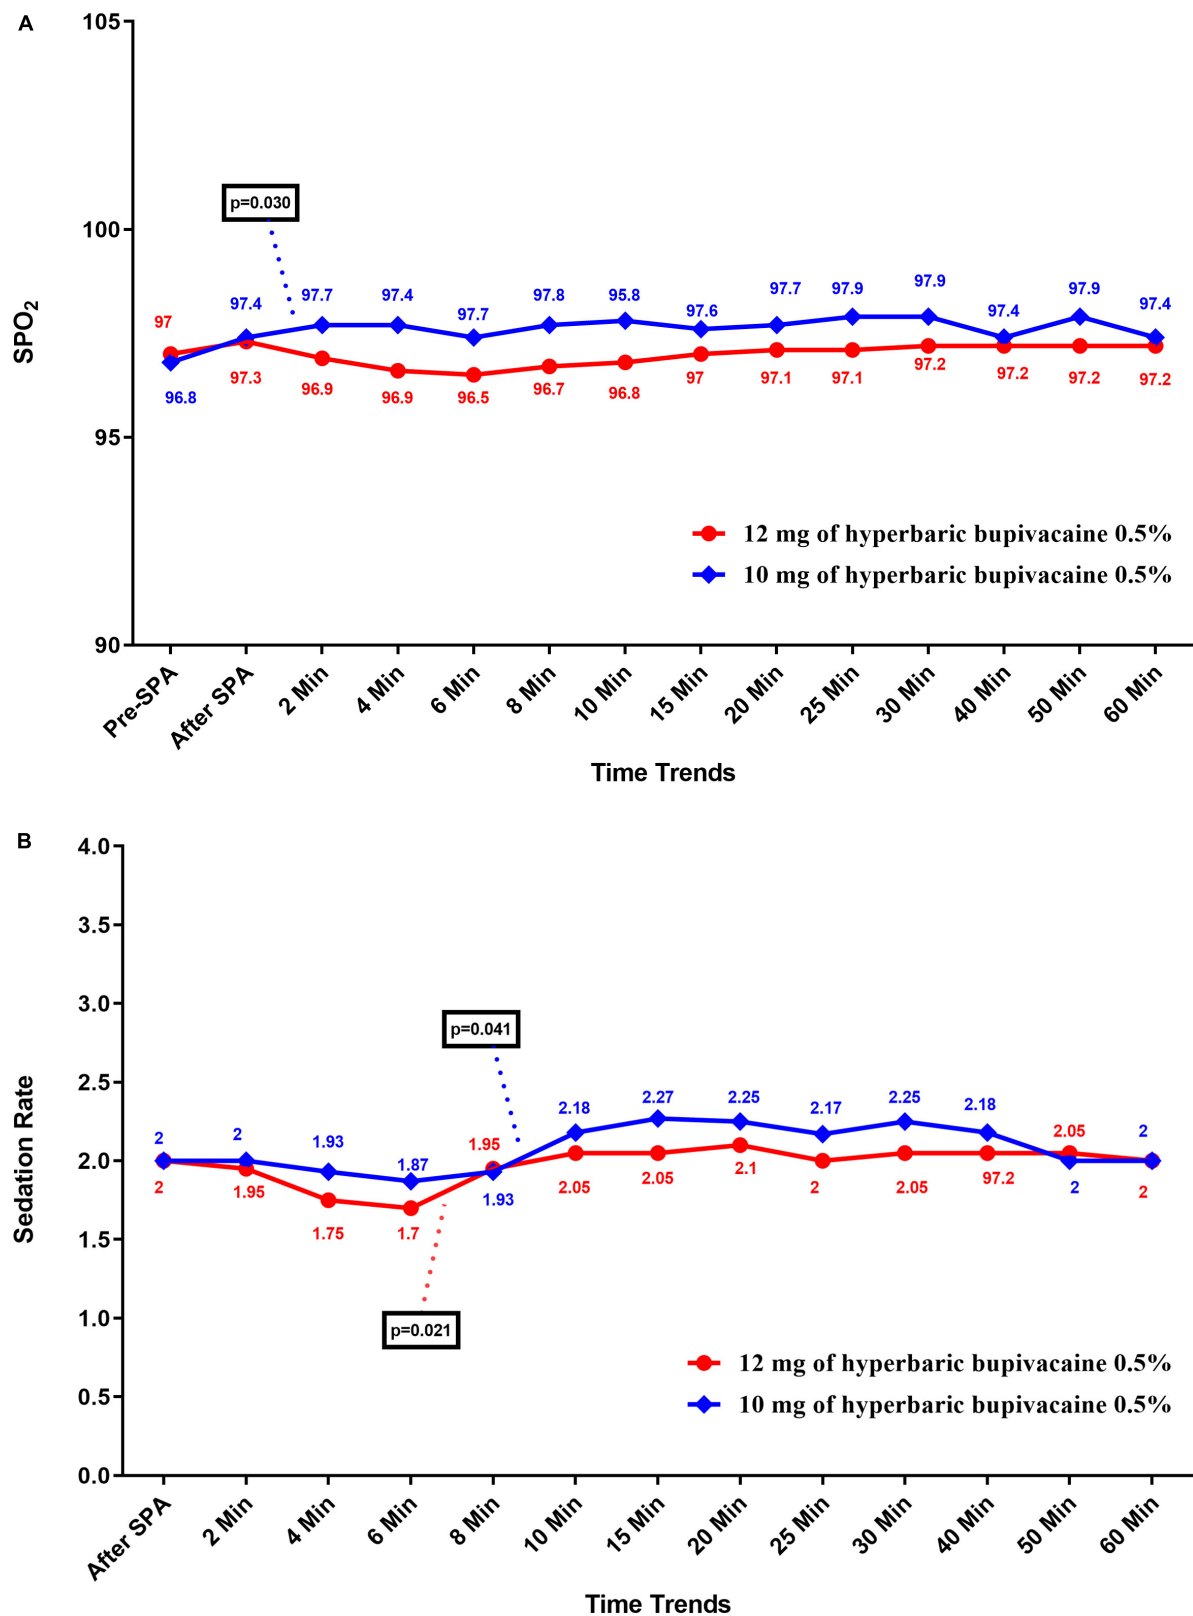 A
105
p=0.030
100
97 97.4 97.7 97.4 97.7 97.8 95.8 97.6 97.7 97.9 97.9 97.4 97.9 97.4
SPO2
96.8 97.3 96.9 96.9 96.5 96.7 96.8 97 97.1 97.1 97.2 97.2 97.2 97.2
95
12 mg of hyperbaric bupivacaine 0.5%
10 mg of hyperbaric bupivacaine 0.5%
90
Pre-SPA After SPA 2 Min 4 Min 6 Min 8 Min 10 Min 15 Min 20 Min 25 Min 30 Min 40 Min 50 Min 60 Min
Time Trends
B
4.0
3.5
3.0
p=0.041
2.5
2 2 1.93 1.87 1.95 2.18 2.27 2.25 2.17 2.25 2.18 2.05 2
Sedation Rate
2.0
2 1.95 1.75 1.7 1.93 2.05 2.05 2.1 2 2.05 97.2 2 2
1.5
p=0.021
1.0
12 mg of hyperbaric bupivacaine 0.5%
10 mg of hyperbaric bupivacaine 0.5%
0.5
0.0
After SPA 2 Min 4 Min 6 Min 8 Min 10 Min 15 Min 20 Min 25 Min 30 Min 40 Min 50 Min 60 Min
Time Trends